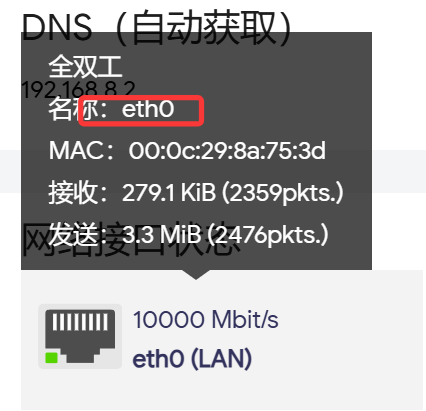 DNS（自动获取）
全双工
192.168.8.2
名称：eth0
MAC：00:0c:29:8a:75:3d
接收：279.1 KiB (2359pkts.)
发送：3.3 MiB (2476pkts.)
网络接口状态
10000 Mbit/s
eth0 (LAN)